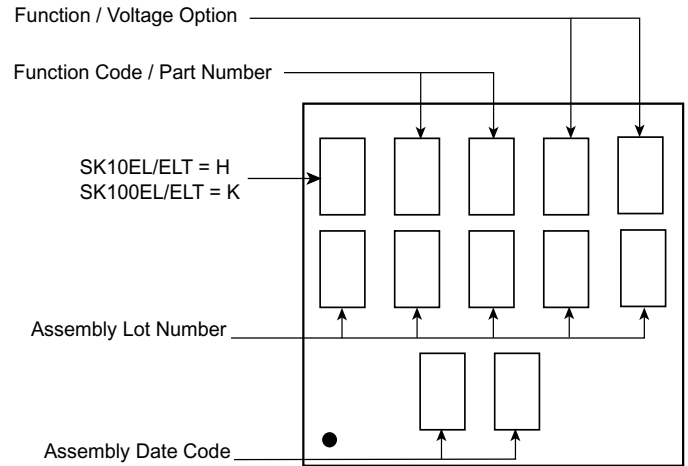 Function / Voltage Option
Function Code / Part Number
SK10EL/ELT = H
SK100EL/ELT = K
Assembly Lot Number
Assembly Date Code